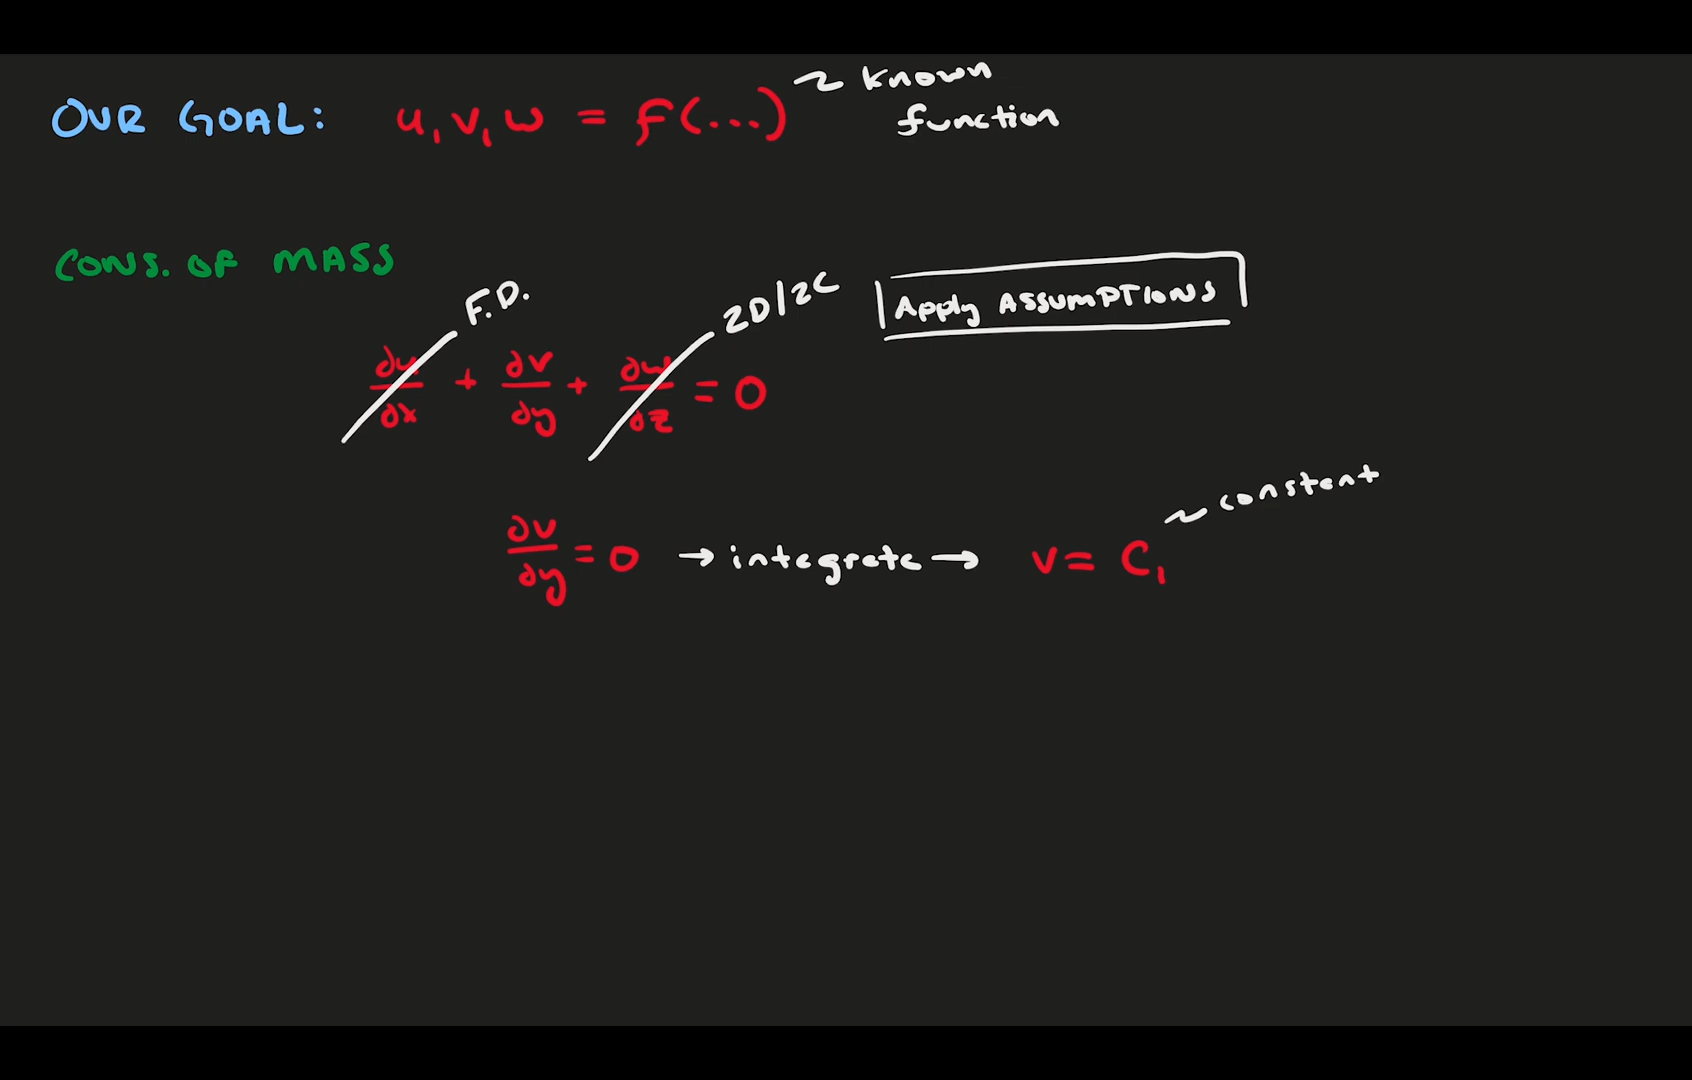 OUR GOAL: u, v, w = f(...) ~ known
function
CONS. OF MASS
F.D. 2D/2C Apply ASSUMPTIONS
∂u/∂x + ∂v/∂y + ∂w/∂z = 0
~ constant
∂v/∂y = 0 → integrate → v = C₁